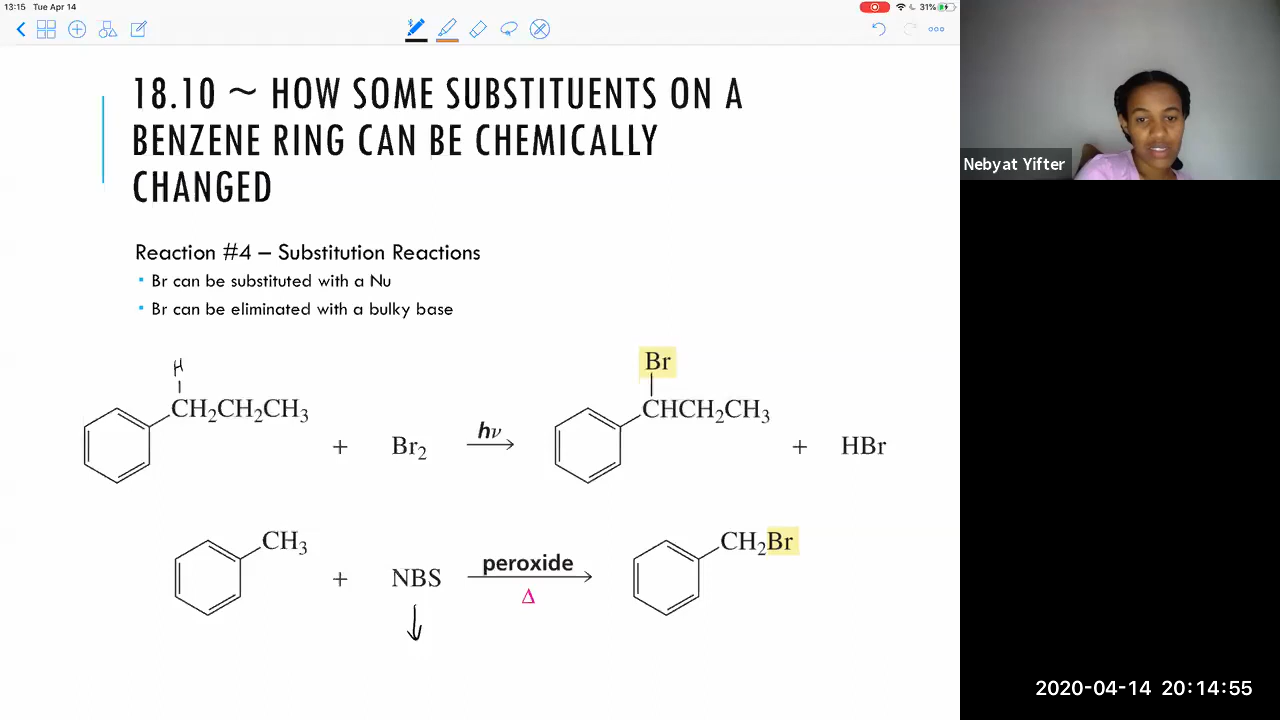 13:15 Tue Apr 14
31%
18.10 ~ HOW SOME SUBSTITUENTS ON A
BENZENE RING CAN BE CHEMICALLY
CHANGED
Nebyat Yifter
Reaction #4 – Substitution Reactions
▪ Br can be substituted with a Nu
▪ Br can be eliminated with a bulky base
H
Br
CH₂CH₂CH₃
CHCH₂CH₃
+ Br₂ hν + HBr
CH₃
CH₂Br
+ NBS peroxide
Δ
2020-04-14 20:14:55